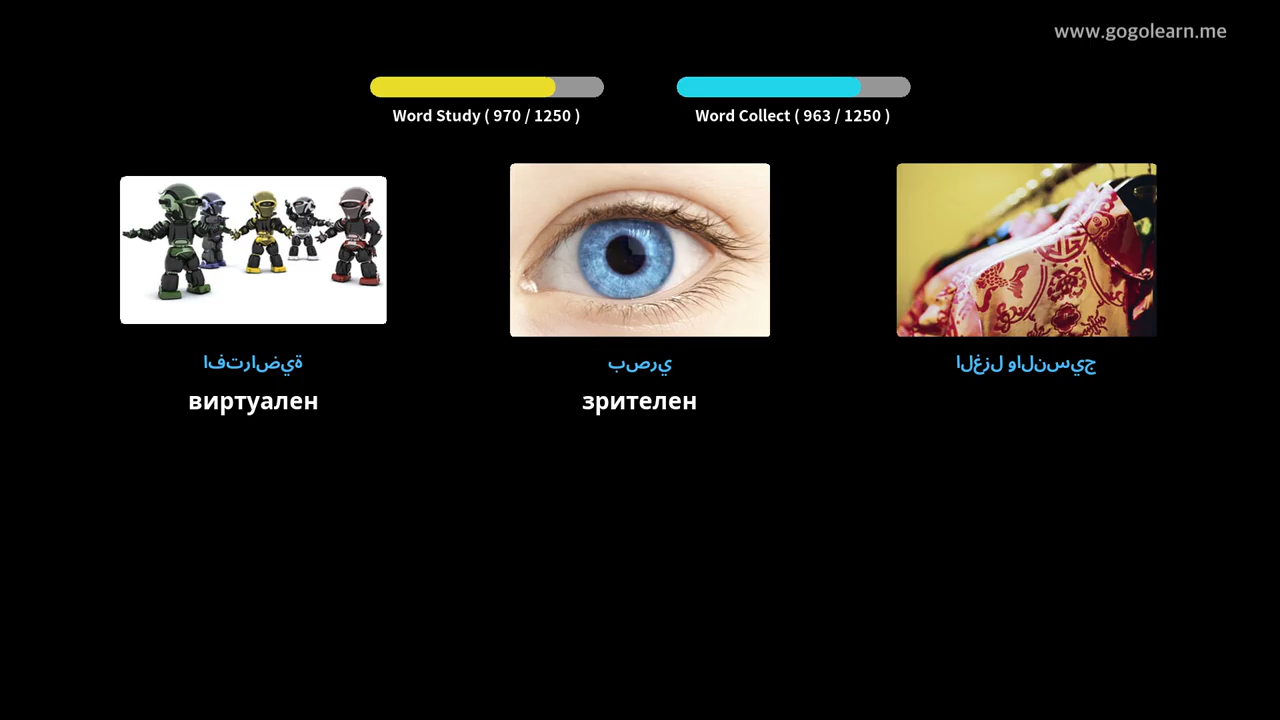 www.gogolearn.me
Word Study ( 970 / 1250 )
Word Collect ( 963 / 1250 )
افتراضية
виртуален
بصري
зрителен
الغزل والنسيج